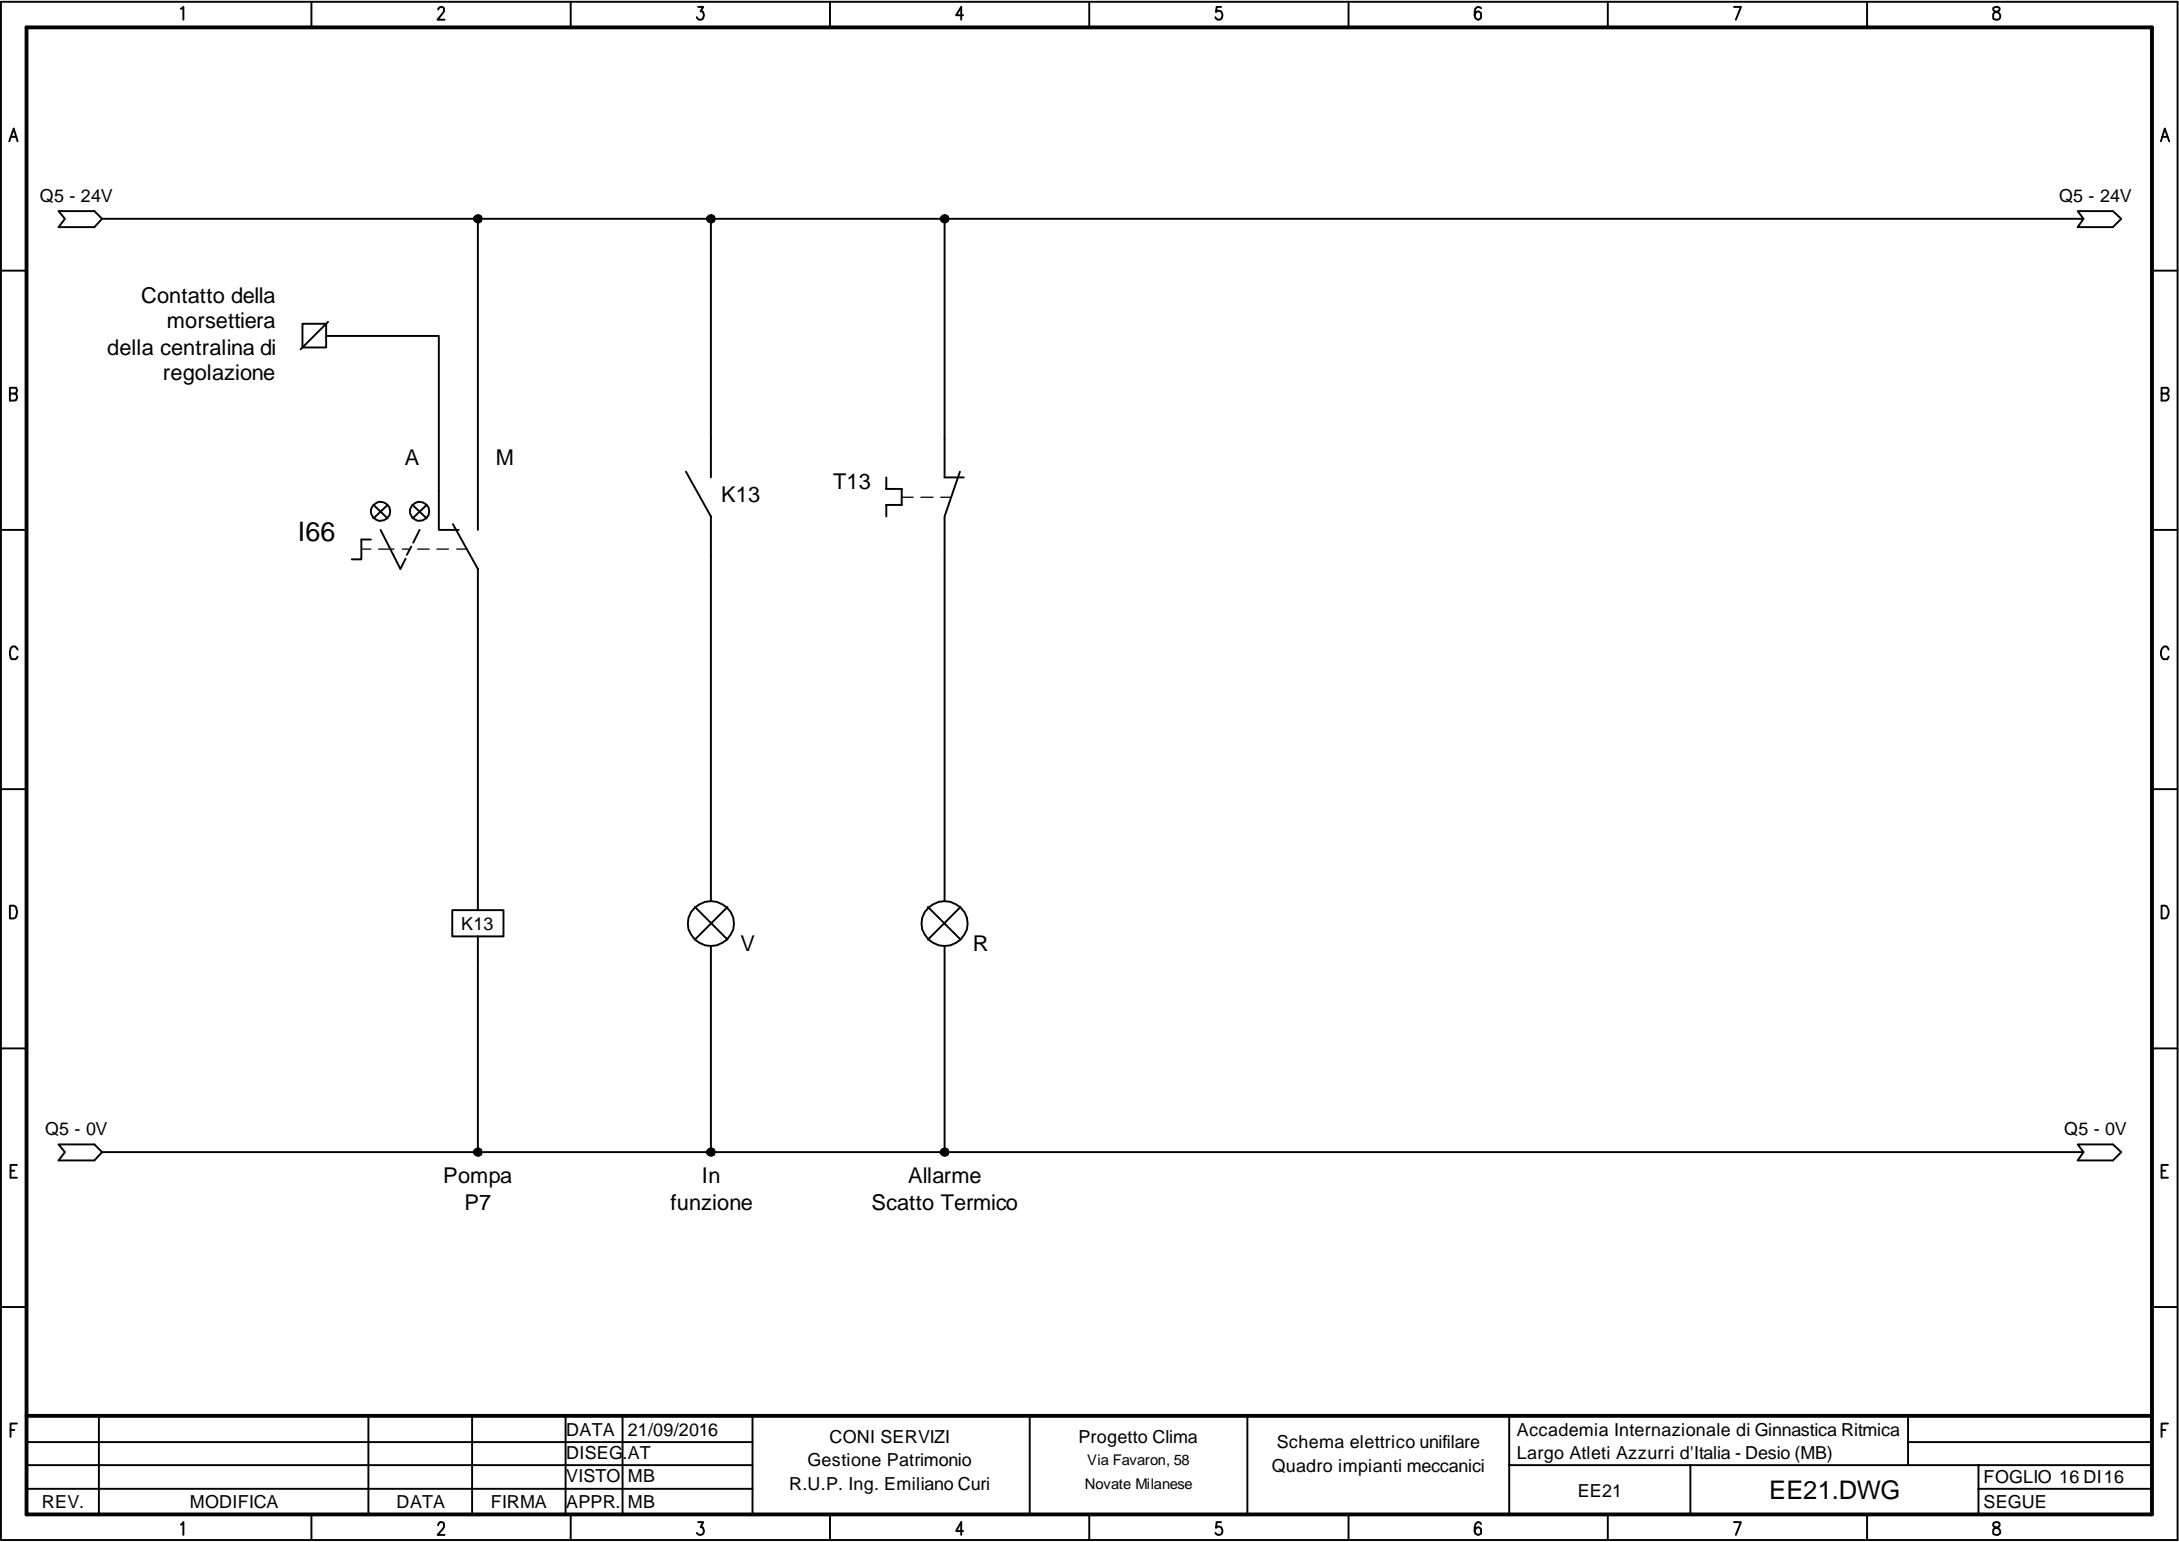 1 2 3 4 5 6 7 8
A A
Q5 - 24V Q5 - 24V
Contatto della
morsettiera
della centralina di
regolazione
B B
A M
K13
T13
I66
C C
D D
K13
V
R
Q5 - 0V Q5 - 0V
E E
Pompa
P7
In
funzione
Allarme
Scatto Termico
F F
DATA 21/09/2016
DISEG. AT
VISTO MB
REV. MODIFICA DATA FIRMA APPR. MB
CONI SERVIZI
Gestione Patrimonio
R.U.P. Ing. Emiliano Curi
Progetto Clima
Via Favaron, 58
Novate Milanese
Schema elettrico unifilare
Quadro impianti meccanici
Accademia Internazionale di Ginnastica Ritmica
Largo Atleti Azzurri d'Italia - Desio (MB)
EE21
EE21.DWG
FOGLIO 16 DI 16
SEGUE
1 2 3 4 5 6 7 8